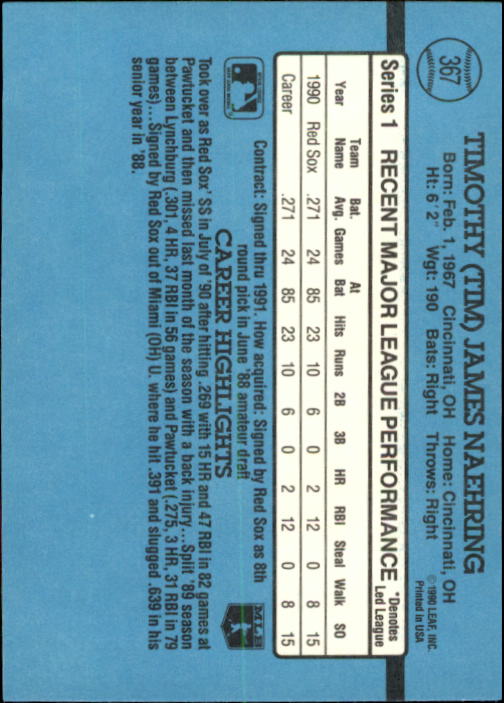 367
TIMOTHY (TIM) JAMES NAEHRING
Born: Feb. 1, 1967 Cincinnati, OH Home: Cincinnati, OH
Ht: 6' 2" Wgt: 190 Bats: Right Throws: Right
©1990 LEAF, INC.
Printed in USA
Series 1 RECENT MAJOR LEAGUE PERFORMANCE *Denotes Led League
Year Team Name Bat. Avg. Games At Bat Hits Runs 2B 3B HR RBI Steal Walk SO
1990 Red Sox .271 24 85 23 10 6 0 2 12 0 8 15
Career .271 24 85 23 10 6 0 2 12 0 8 15
Contract: Signed thru 1991. How acquired: Signed by Red Sox as 8th
round pick in June '88 amateur draft
CAREER HIGHLIGHTS
MLB
Took over as Red Sox' SS in July of '90 after hitting .269 with 15 HR and 47 RBI in 82 games at
Pawtucket and then missed last month of the season with a back injury...Split '89 season
between Lynchburg (.301, 4 HR, 37 RBI in 56 games) and Pawtucket (.275, 3 HR, 31 RBI in 79
games)...Signed by Red Sox out of Miami (OH) U. where he hit .391 and slugged .639 in his
senior year in '88.